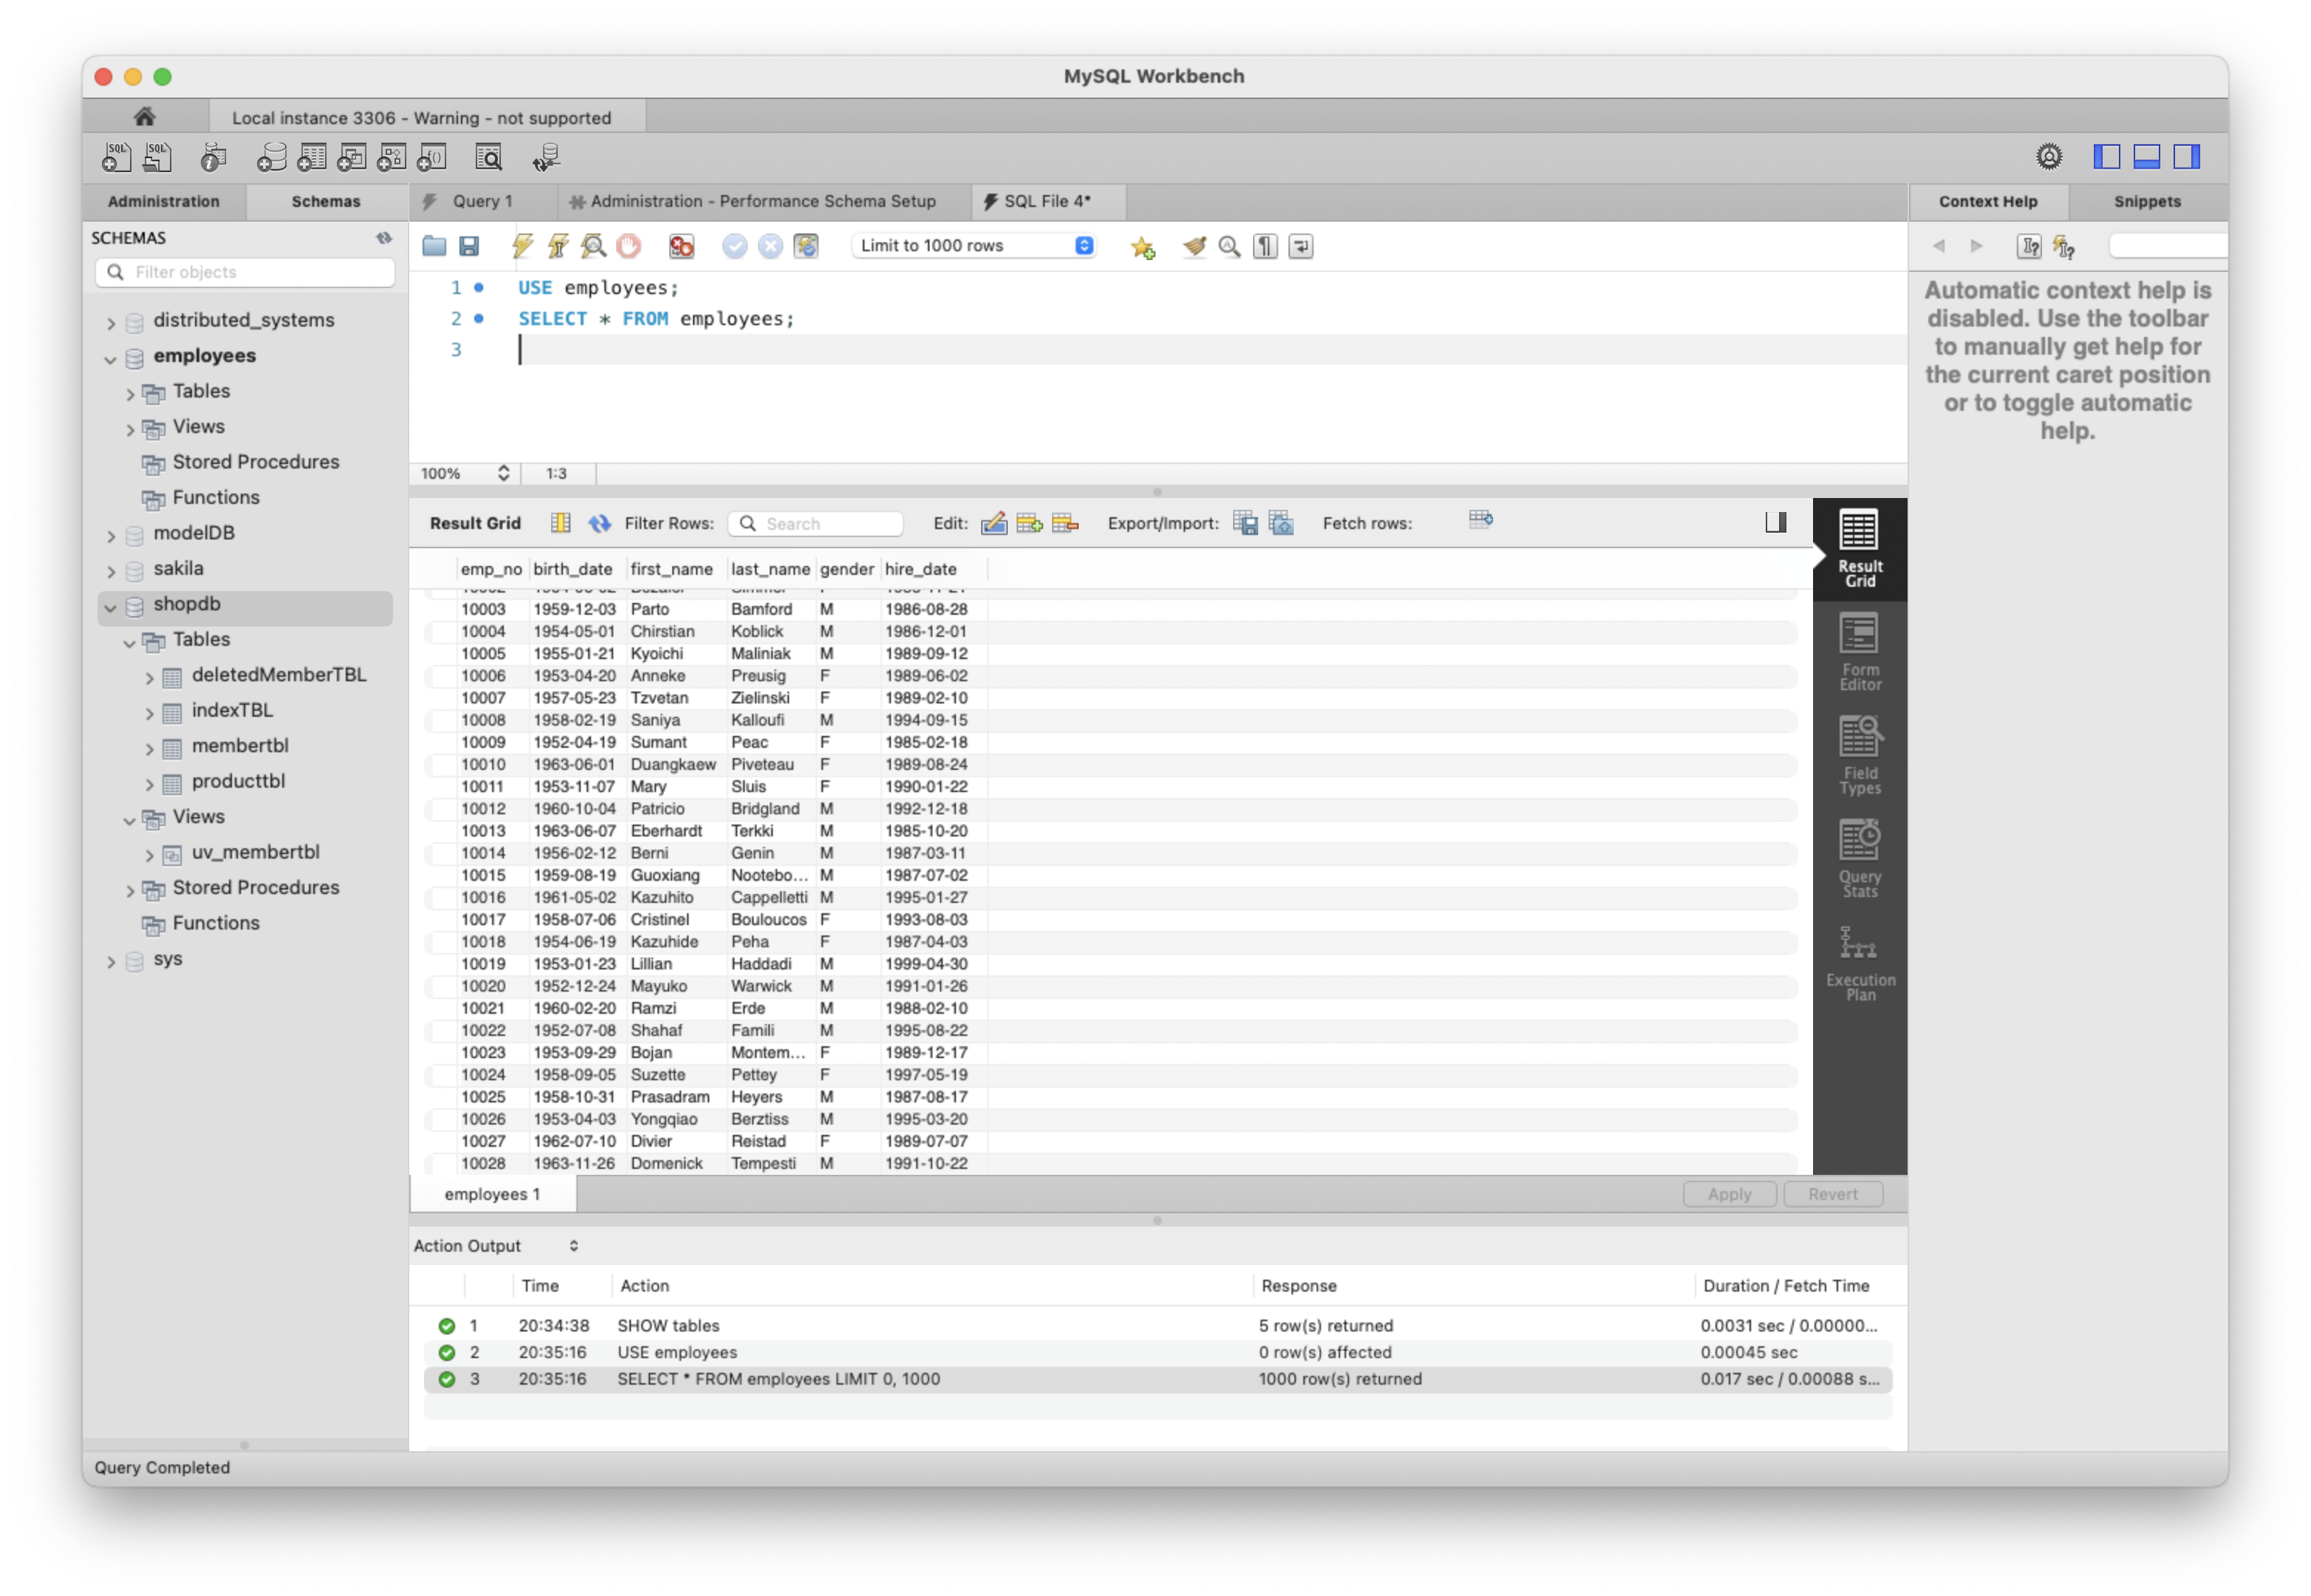 MySQL Workbench
Local instance 3306 - Warning - not supported
SQL SQL
Administration Schemas
Query 1 Administration - Performance Schema Setup SQL File 4*
Context Help Snippets
SCHEMAS
Filter objects
distributed_systems
employees
Tables
Views
Stored Procedures
Functions
modelDB
sakila
shopdb
Tables
deletedMemberTBL
indexTBL
membertbl
producttbl
Views
uv_membertbl
Stored Procedures
Functions
sys
Limit to 1000 rows
1 USE employees;
2 SELECT * FROM employees;
3
100% 1:3
Automatic context help is
disabled. Use the toolbar
to manually get help for
the current caret position
or to toggle automatic
help.
Result Grid Filter Rows: Search Edit: Export/Import: Fetch rows:
emp_no birth_date first_name last_name gender hire_date
10003 1959-12-03 Parto Bamford M 1986-08-28
10004 1954-05-01 Chirstian Koblick M 1986-12-01
10005 1955-01-21 Kyoichi Maliniak M 1989-09-12
10006 1953-04-20 Anneke Preusig F 1989-06-02
10007 1957-05-23 Tzvetan Zielinski F 1989-02-10
10008 1958-02-19 Saniya Kalloufi M 1994-09-15
10009 1952-04-19 Sumant Peac F 1985-02-18
10010 1963-06-01 Duangkaew Piveteau F 1989-08-24
10011 1953-11-07 Mary Sluis F 1990-01-22
10012 1960-10-04 Patricio Bridgland M 1992-12-18
10013 1963-06-07 Eberhardt Terkki M 1985-10-20
10014 1956-02-12 Berni Genin M 1987-03-11
10015 1959-08-19 Guoxiang Nootebo... M 1987-07-02
10016 1961-05-02 Kazuhito Cappelletti M 1995-01-27
10017 1958-07-06 Cristinel Bouloucos F 1993-08-03
10018 1954-06-19 Kazuhide Peha F 1987-04-03
10019 1953-01-23 Lillian Haddadi M 1999-04-30
10020 1952-12-24 Mayuko Warwick M 1991-01-26
10021 1960-02-20 Ramzi Erde M 1988-02-10
10022 1952-07-08 Shahaf Famili M 1995-08-22
10023 1953-09-29 Bojan Montem... F 1989-12-17
10024 1958-09-05 Suzette Pettey F 1997-05-19
10025 1958-10-31 Prasadram Heyers M 1987-08-17
10026 1953-04-03 Yongqiao Berztiss M 1995-03-20
10027 1962-07-10 Divier Reistad F 1989-07-07
10028 1963-11-26 Domenick Tempesti M 1991-10-22
Result
Grid
Form
Editor
Field
Types
Query
Stats
Execution
Plan
employees 1 Apply Revert
Action Output
Time Action Response Duration / Fetch Time
1 20:34:38 SHOW tables 5 row(s) returned 0.0031 sec / 0.00000...
2 20:35:16 USE employees 0 row(s) affected 0.00045 sec
3 20:35:16 SELECT * FROM employees LIMIT 0, 1000 1000 row(s) returned 0.017 sec / 0.00088 s...
Query Completed